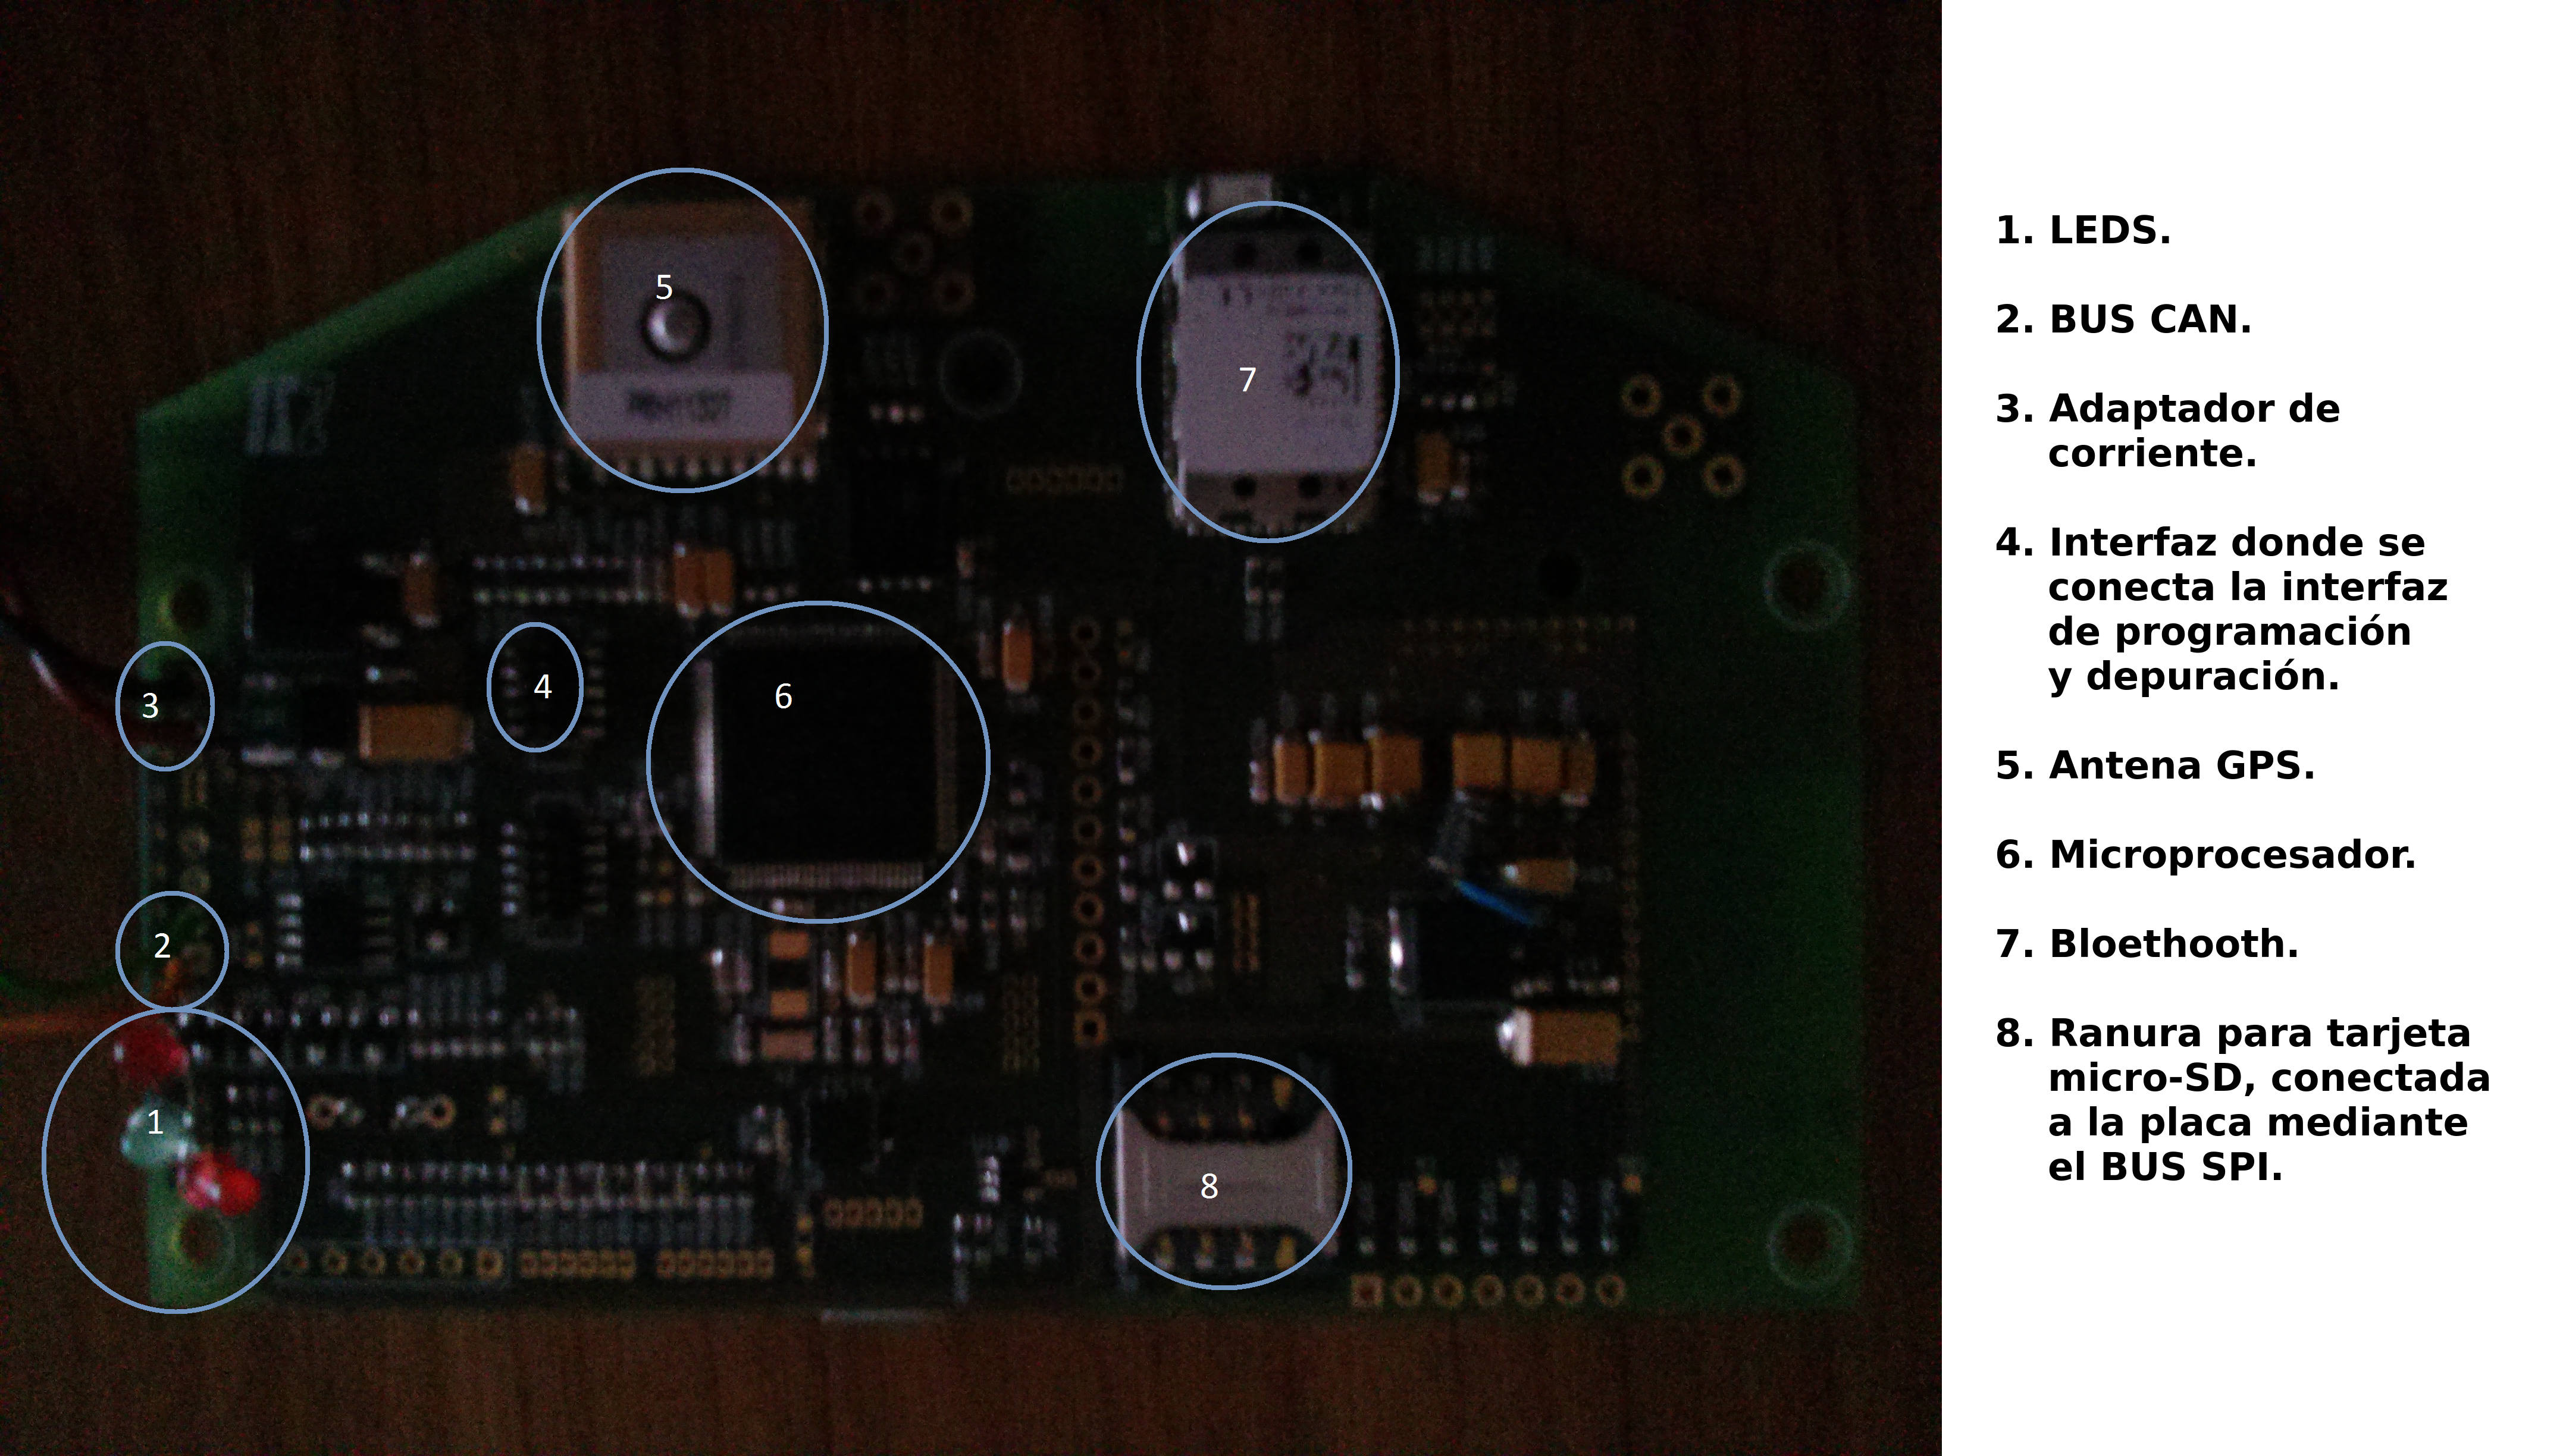 5
7
3
4
6
2
1
8
1. LEDS.
2. BUS CAN.
3. Adaptador de
corriente.
4. Interfaz donde se
conecta la interfaz
de programación
y depuración.
5. Antena GPS.
6. Microprocesador.
7. Bloethooth.
8. Ranura para tarjeta
micro-SD, conectada
a la placa mediante
el BUS SPI.